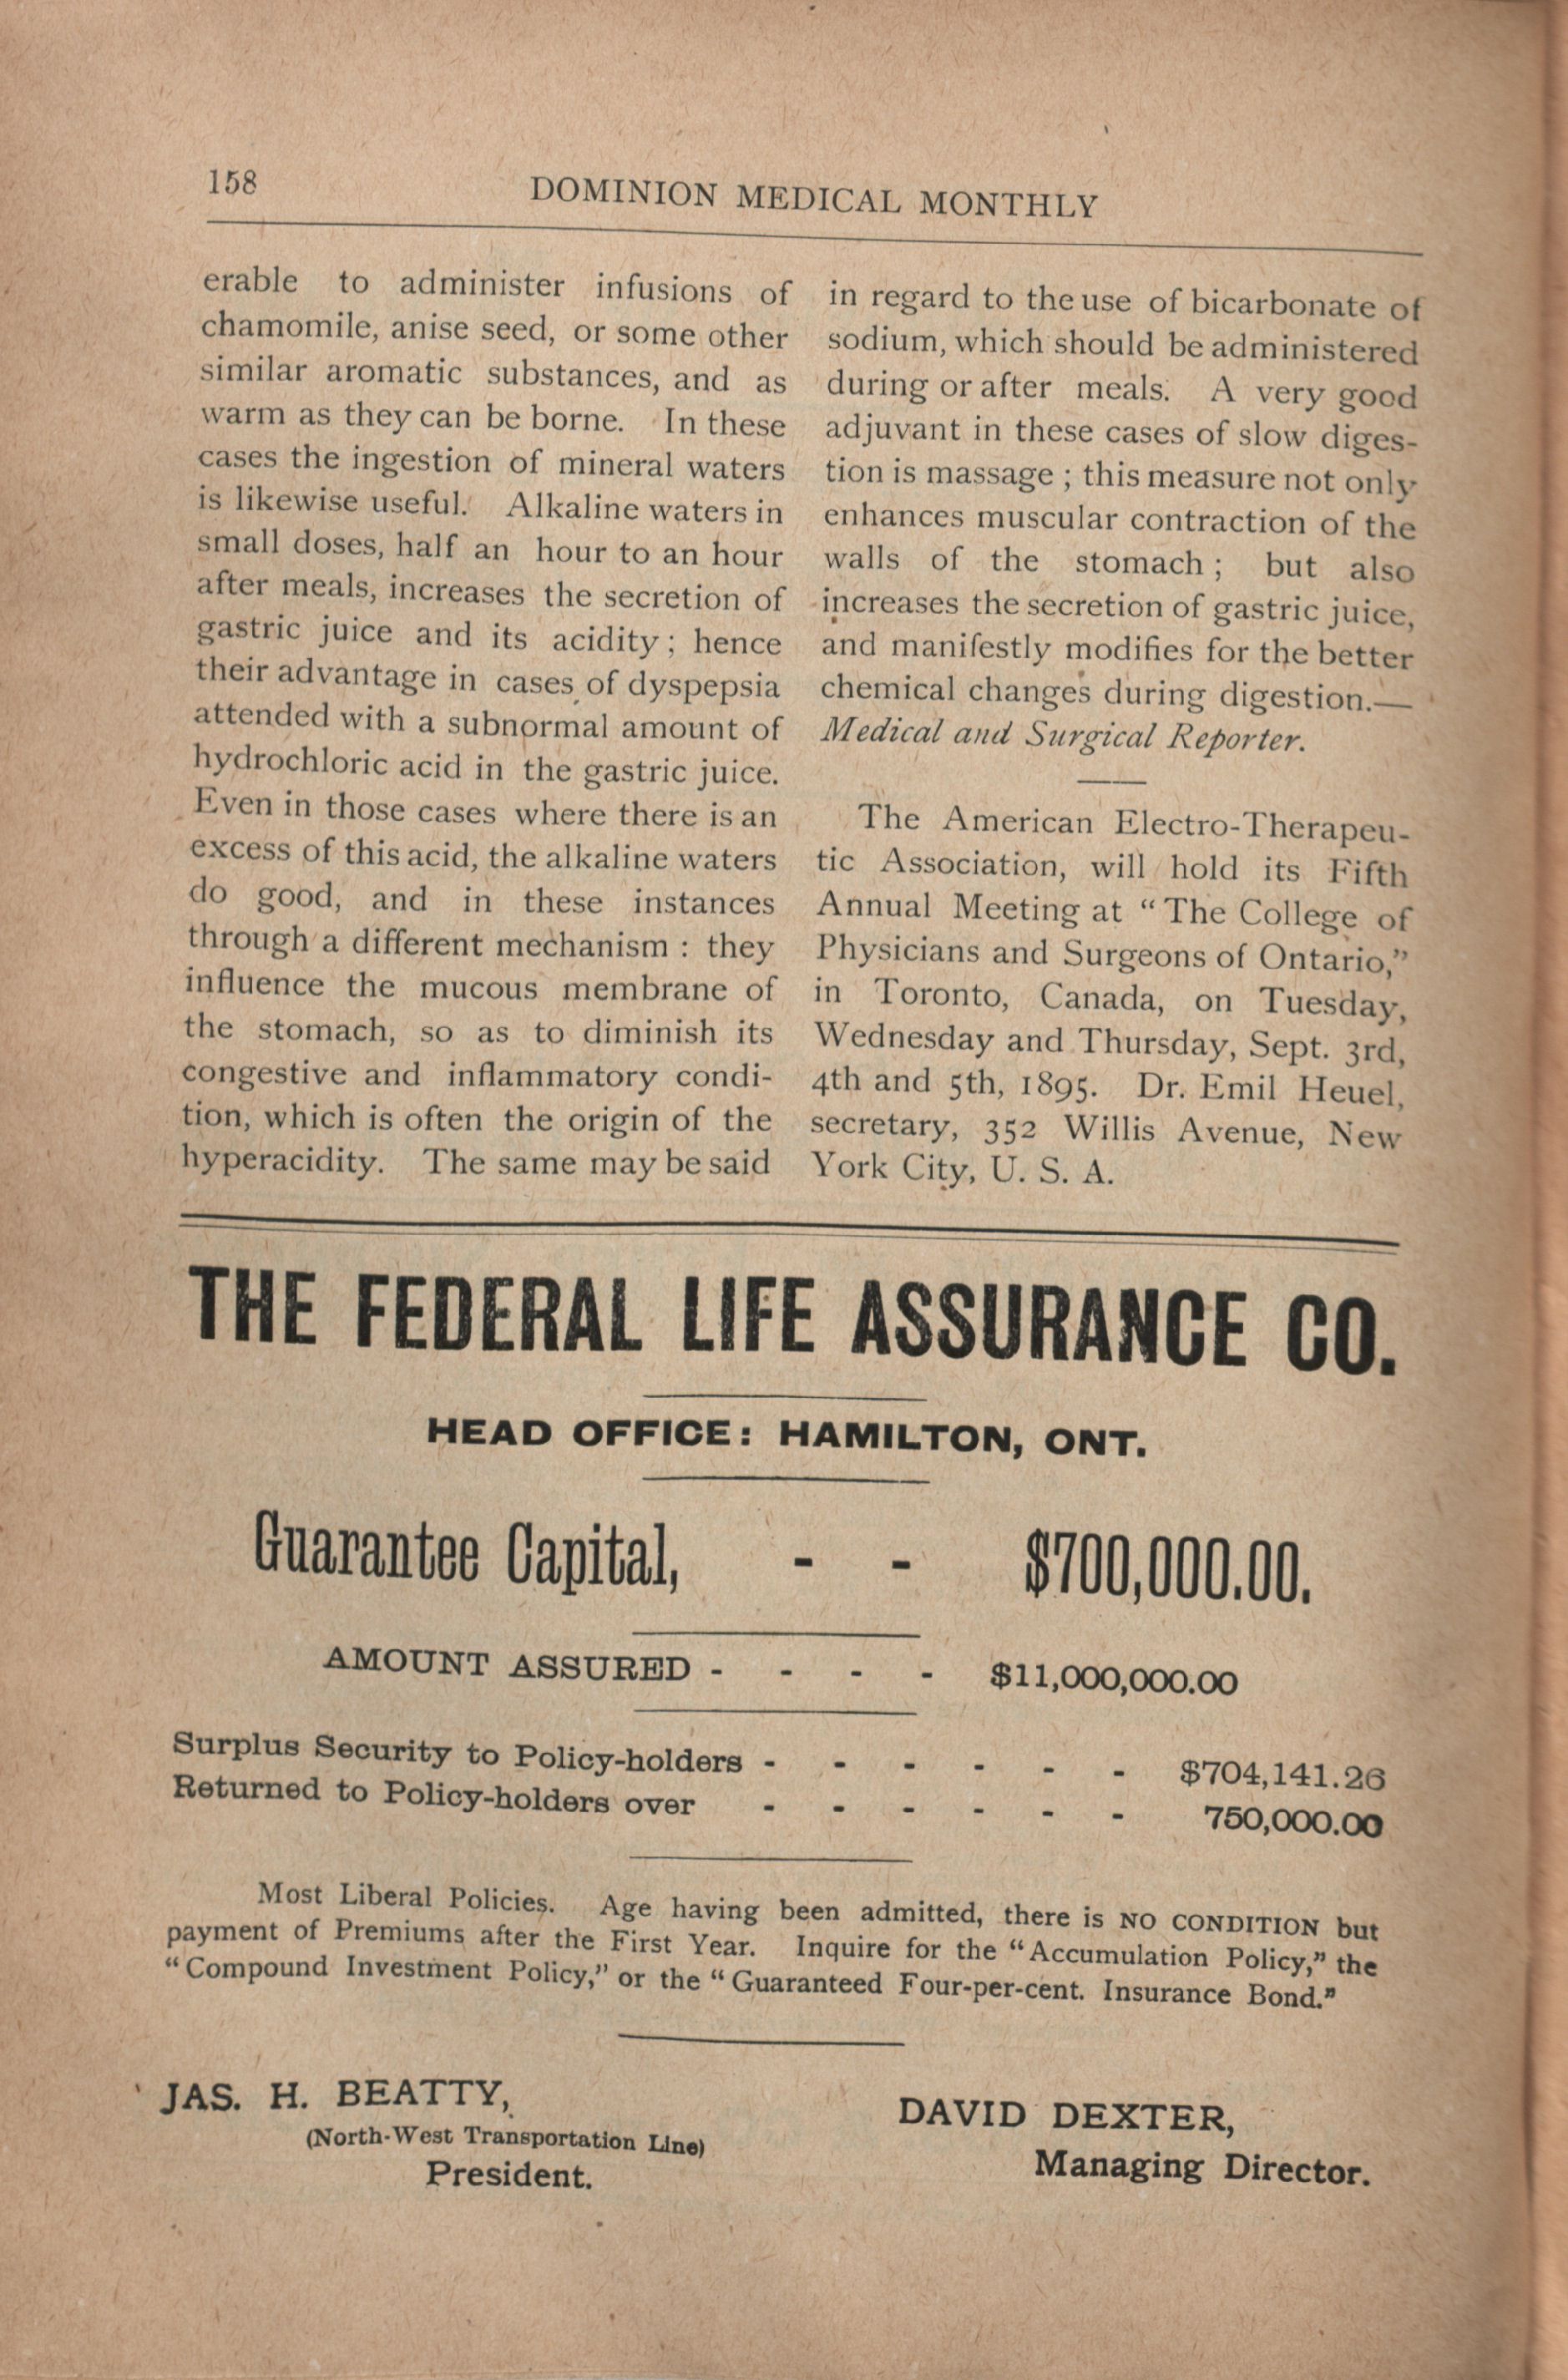 158
DOMINION MEDICAL MONTHLY
erable to administer infusions of
chamomile, anise seed, or some other
similar aromatic substances, and as
warm as they can be borne. In these
cases the ingestion of mineral waters
is likewise useful. Alkaline waters in
small doses, half an hour to an hour
after meals, increases the secretion of
gastric juice and its acidity; hence
their advantage in cases of dyspepsia
attended with a subnormal amount of
hydrochloric acid in the gastric juice.
Even in those cases where there is an
excess of this acid, the alkaline waters
do good, and in these instances
through a different mechanism: they
influence the mucous membrane of
the stomach, so as to diminish its
congestive and inflammatory condi-
tion, which is often the origin of the
hyperacidity. The same may be said
in regard to the use of bicarbonate of
sodium, which should be administered
during or after meals. A very good
adjuvant in these cases of slow diges-
tion is massage; this measure not only
enhances muscular contraction of the
walls of the stomach; but also
increases the secretion of gastric juice,
and manifestly modifies for the better
chemical changes during digestion.—
Medical and Surgical Reporter.
The American Electro-Therapeu-
tic Association, will hold its Fifth
Annual Meeting at "The College of
Physicians and Surgeons of Ontario,"
in Toronto, Canada, on Tuesday,
Wednesday and Thursday, Sept. 3rd,
4th and 5th, 1895. Dr. Emil Heuel,
secretary, 352 Willis Avenue, New
York City, U. S. A.
THE FEDERAL LIFE ASSURANCE CO.
HEAD OFFICE: HAMILTON, ONT.
Guarantee Capital, - - $700,000.00.
AMOUNT ASSURED - - - - $11,000,000.00
Surplus Security to Policy-holders - - - - - - $704,141.26
Returned to Policy-holders over - - - - - - 750,000.00
Most Liberal Policies. Age having been admitted, there is NO CONDITION but
payment of Premiums after the First Year. Inquire for the "Accumulation Policy," the
"Compound Investment Policy," or the "Guaranteed Four-per-cent. Insurance Bond."
JAS. H. BEATTY,
(North-West Transportation Line)
President.
DAVID DEXTER,
Managing Director.